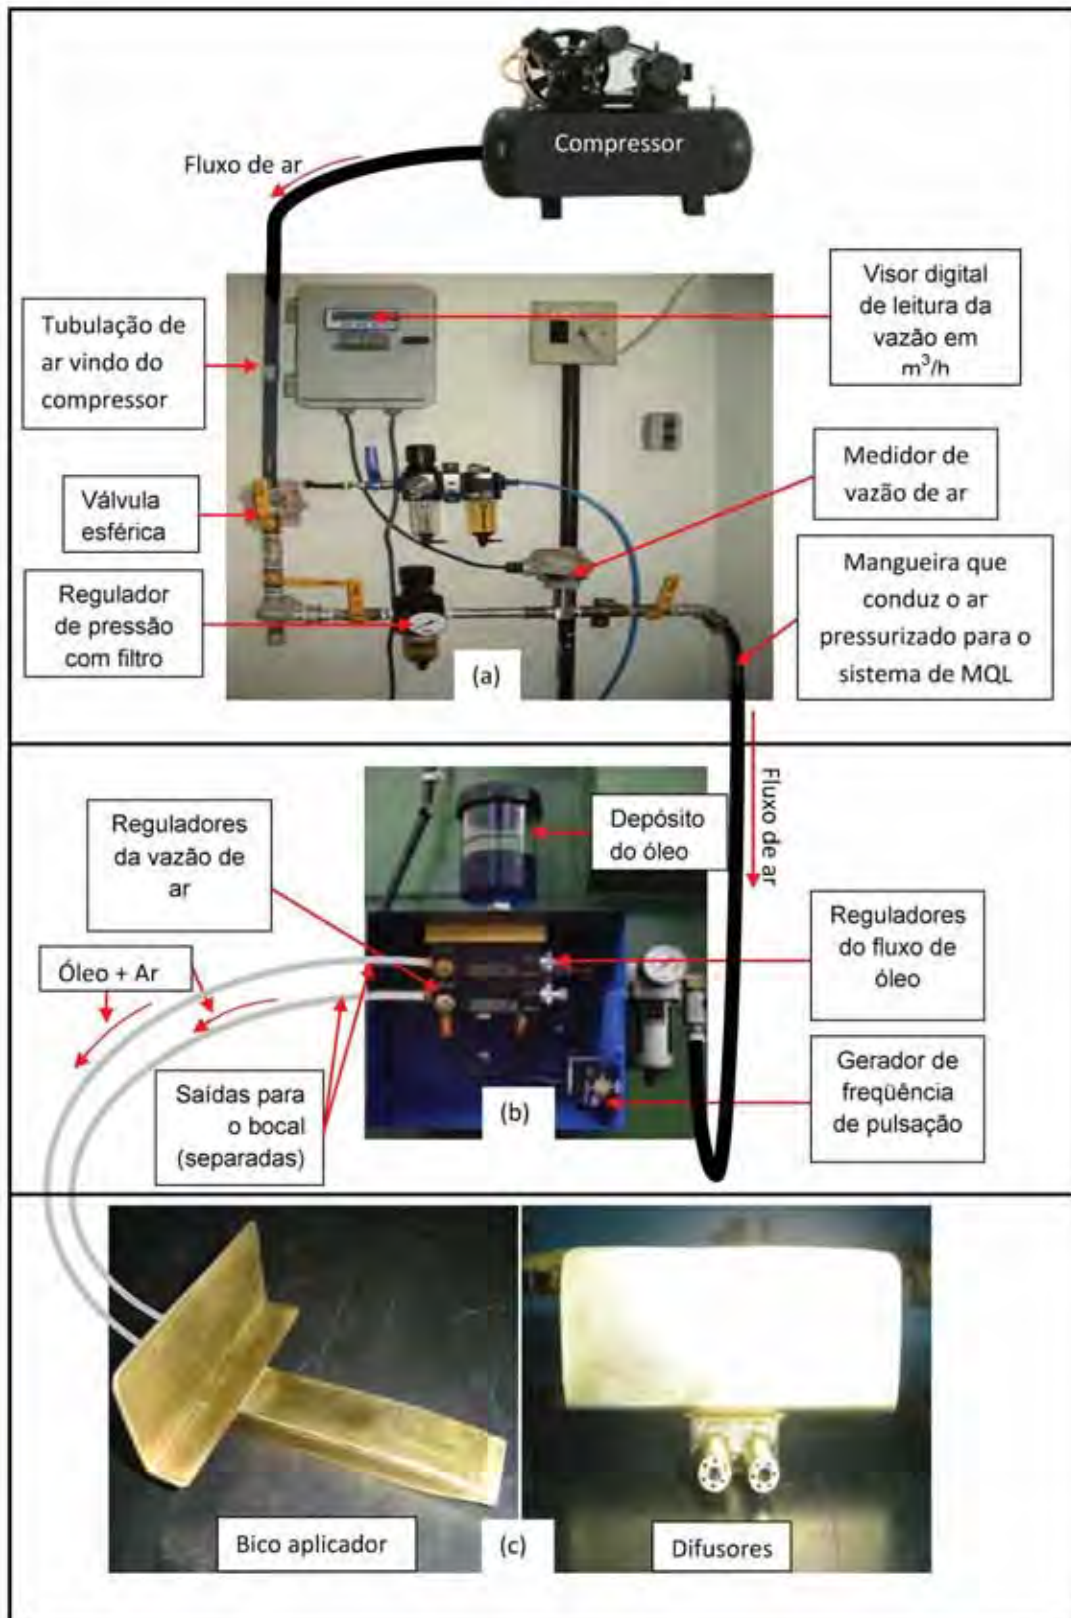 Compressor
Fluxo de ar
Visor digital
de leitura da
vazão em
m³/h
Tubulação de
ar vindo do
compressor
Medidor de
vazão de ar
Válvula
esférica
Mangueira que
conduz o ar
pressurizado para o
sistema de MQL
Regulador
de pressão
com filtro
(a)
Fluxo de ar
Reguladores
da vazão de
ar
Depósito
do óleo
Reguladores
do fluxo de
óleo
Óleo + Ar
Gerador de
freqüência
de pulsação
Saídas para
o bocal
(separadas)
(b)
Bico aplicador
(c)
Difusores